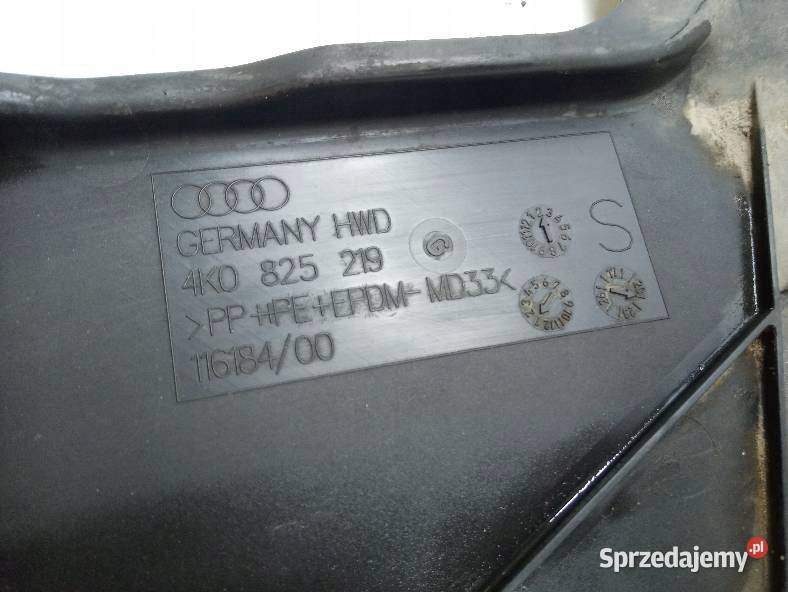 GERMANY HWD
4K0 825 219
>PP+PE+EPDM-MD33<
116184/00
S
Sprzedajemy.pl